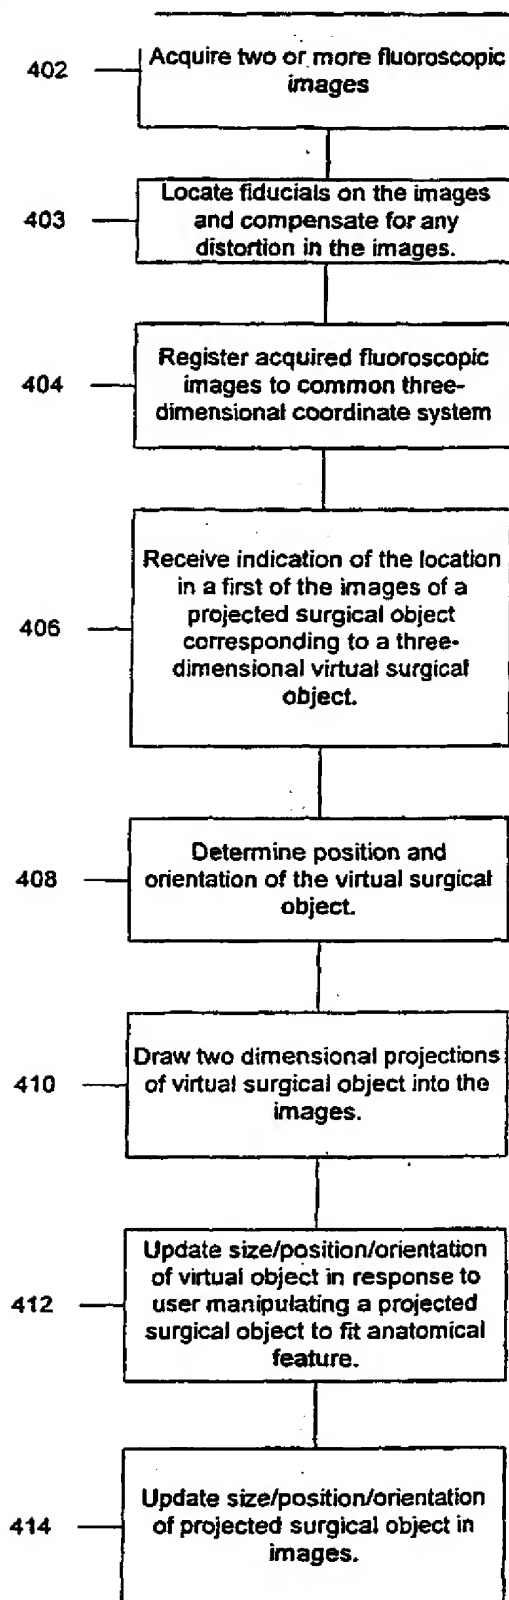 402
Acquire two or more fluoroscopic
images
403
Locate fiducials on the images
and compensate for any
distortion in the images.
404
Register acquired fluoroscopic
images to common three-
dimensional coordinate system
406
Receive indication of the location
in a first of the images of a
projected surgical object
corresponding to a three-
dimensional virtual surgical
object.
408
Determine position and
orientation of the virtual surgical
object.
410
Draw two dimensional projections
of virtual surgical object into the
images.
412
Update size/position/orientation
of virtual object in response to
user manipulating a projected
surgical object to fit anatomical
feature.
414
Update size/position/orientation
of projected surgical object in
images.